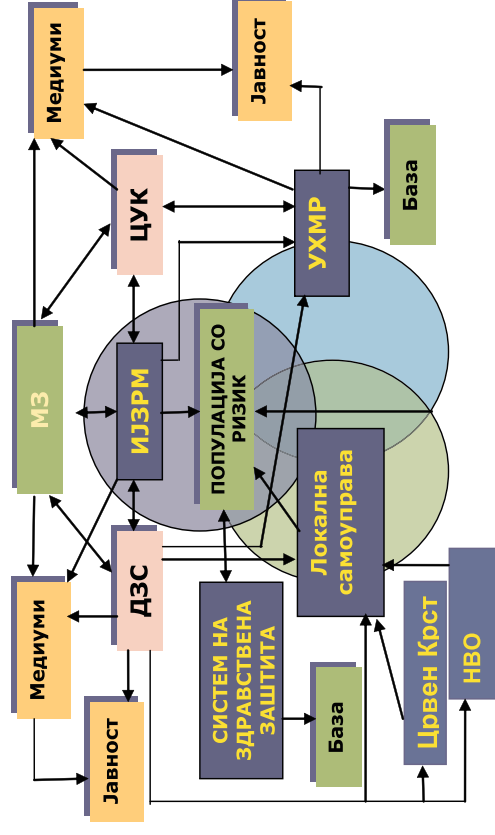 Медиуми
Јавност
МЗ
ДЗС
ИЈЗРМ
ЦУК
Медиуми
Јавност
СИСТЕМ НА
ЗДРАВСТВЕНА
ЗАШТИТА
ПОПУЛАЦИЈА СО
РИЗИК
База
Локална
самоуправа
УХМР
База
Црвен Крст
НВО